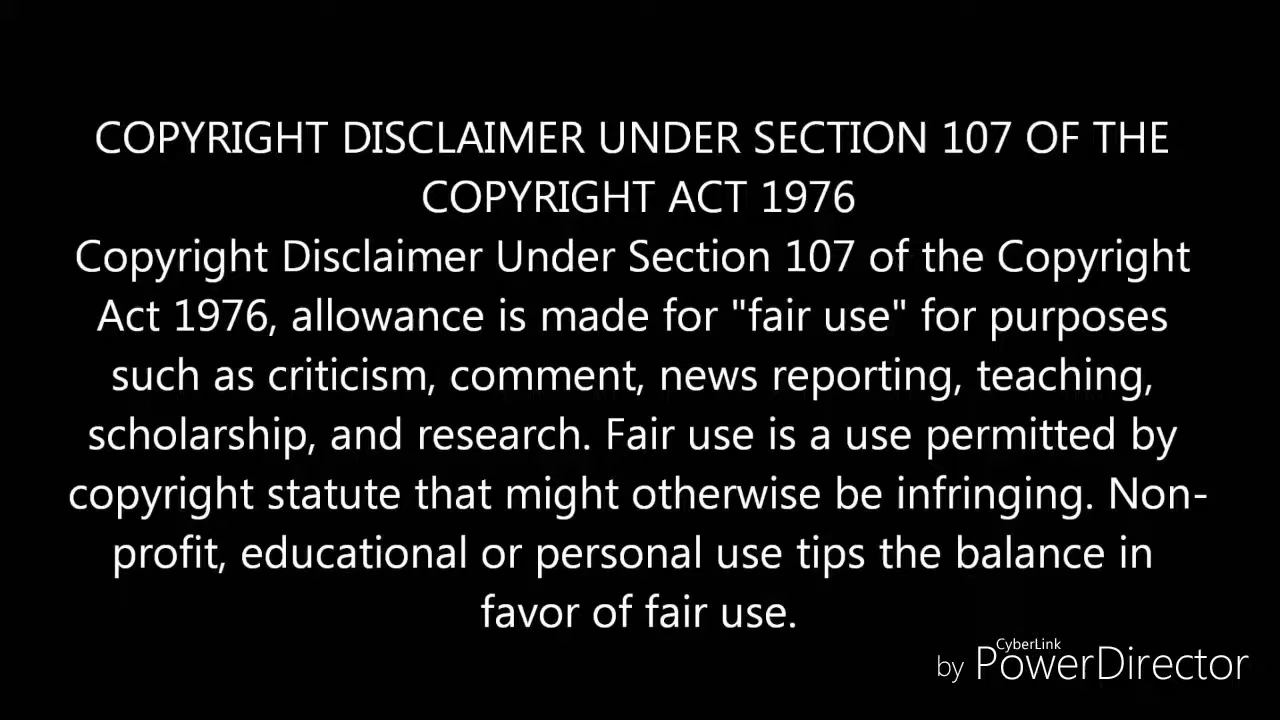 COPYRIGHT DISCLAIMER UNDER SECTION 107 OF THE
COPYRIGHT ACT 1976
Copyright Disclaimer Under Section 107 of the Copyright
Act 1976, allowance is made for "fair use" for purposes
such as criticism, comment, news reporting, teaching,
scholarship, and research. Fair use is a use permitted by
copyright statute that might otherwise be infringing. Non-
profit, educational or personal use tips the balance in
favor of fair use.
CyberLink
by PowerDirector